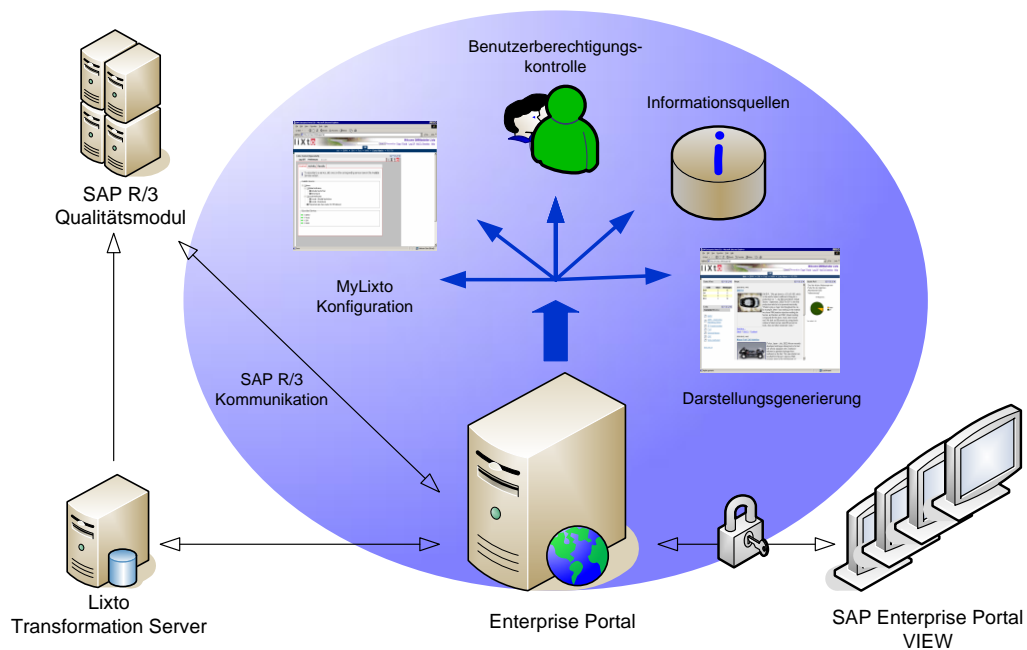 Benutzerberechtigungs-
kontrolle
Informationsquellen
SAP R/3
Qualitätsmodul
MyLixto
Konfiguration
Darstellungsgenerierung
SAP R/3
Kommunikation
Lixto
Transformation Server
Enterprise Portal
SAP Enterprise Portal
VIEW